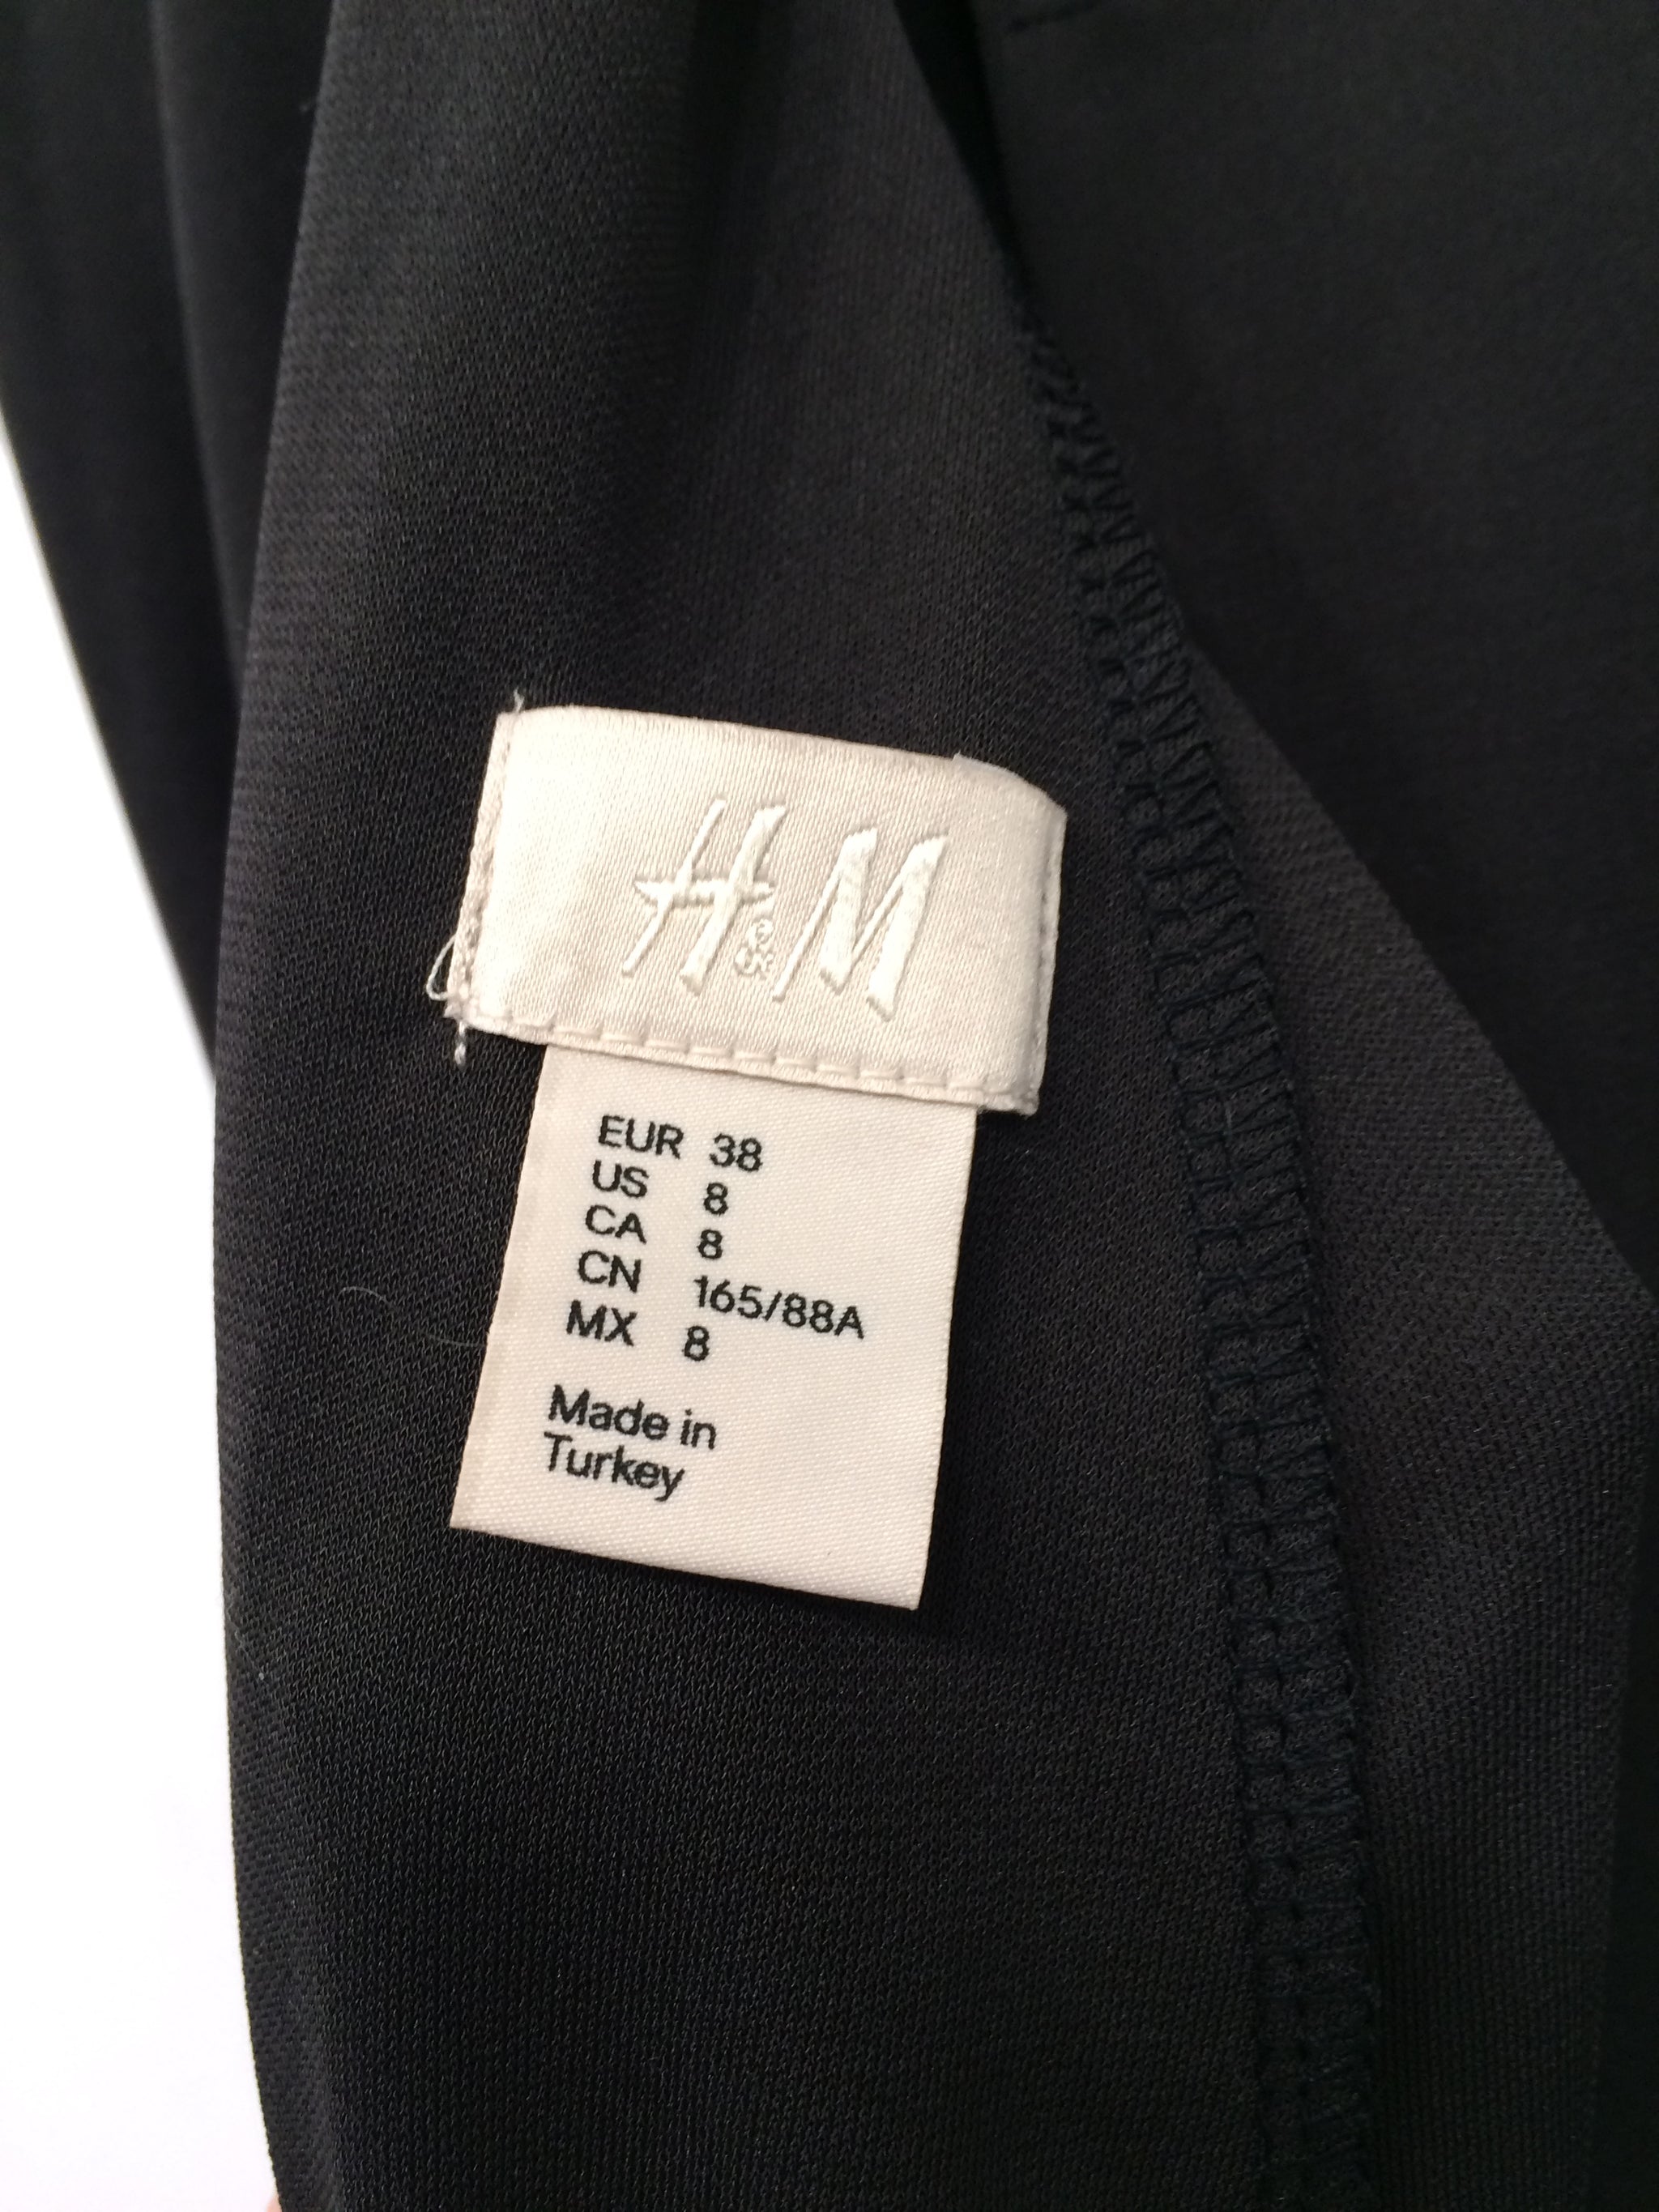 H&M
EUR 38
US 8
CA 8
CN 165/88A
MX 8
Made in
Turkey